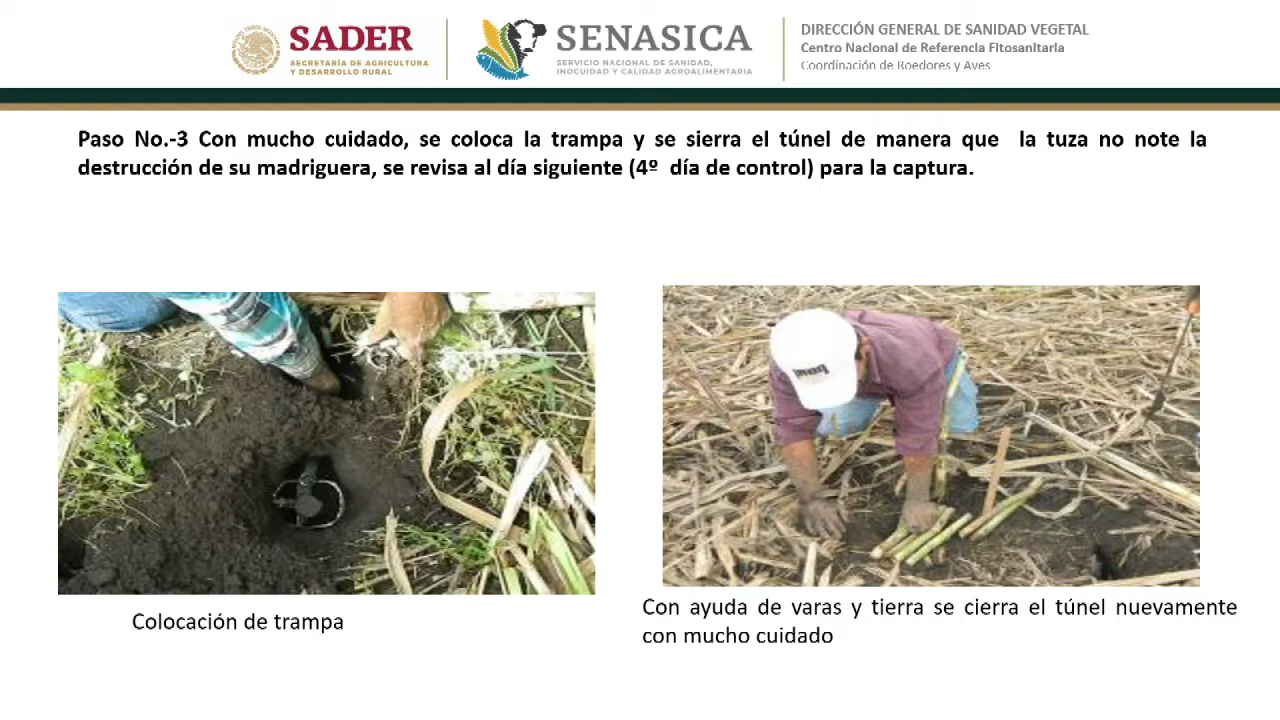 SADER
SECRETARÍA DE AGRICULTURA
Y DESARROLLO RURAL
SENASICA
SERVICIO NACIONAL DE SANIDAD,
INOCUIDAD Y CALIDAD AGROALIMENTARIA
DIRECCIÓN GENERAL DE SANIDAD VEGETAL
Centro Nacional de Referencia Fitosanitaria
Coordinación de Roedores y Aves
Paso No.-3 Con mucho cuidado, se coloca la trampa y se sierra el túnel de manera que la tuza no note la
destrucción de su madriguera, se revisa al día siguiente (4º día de control) para la captura.
Colocación de trampa
Con ayuda de varas y tierra se cierra el túnel nuevamente
con mucho cuidado